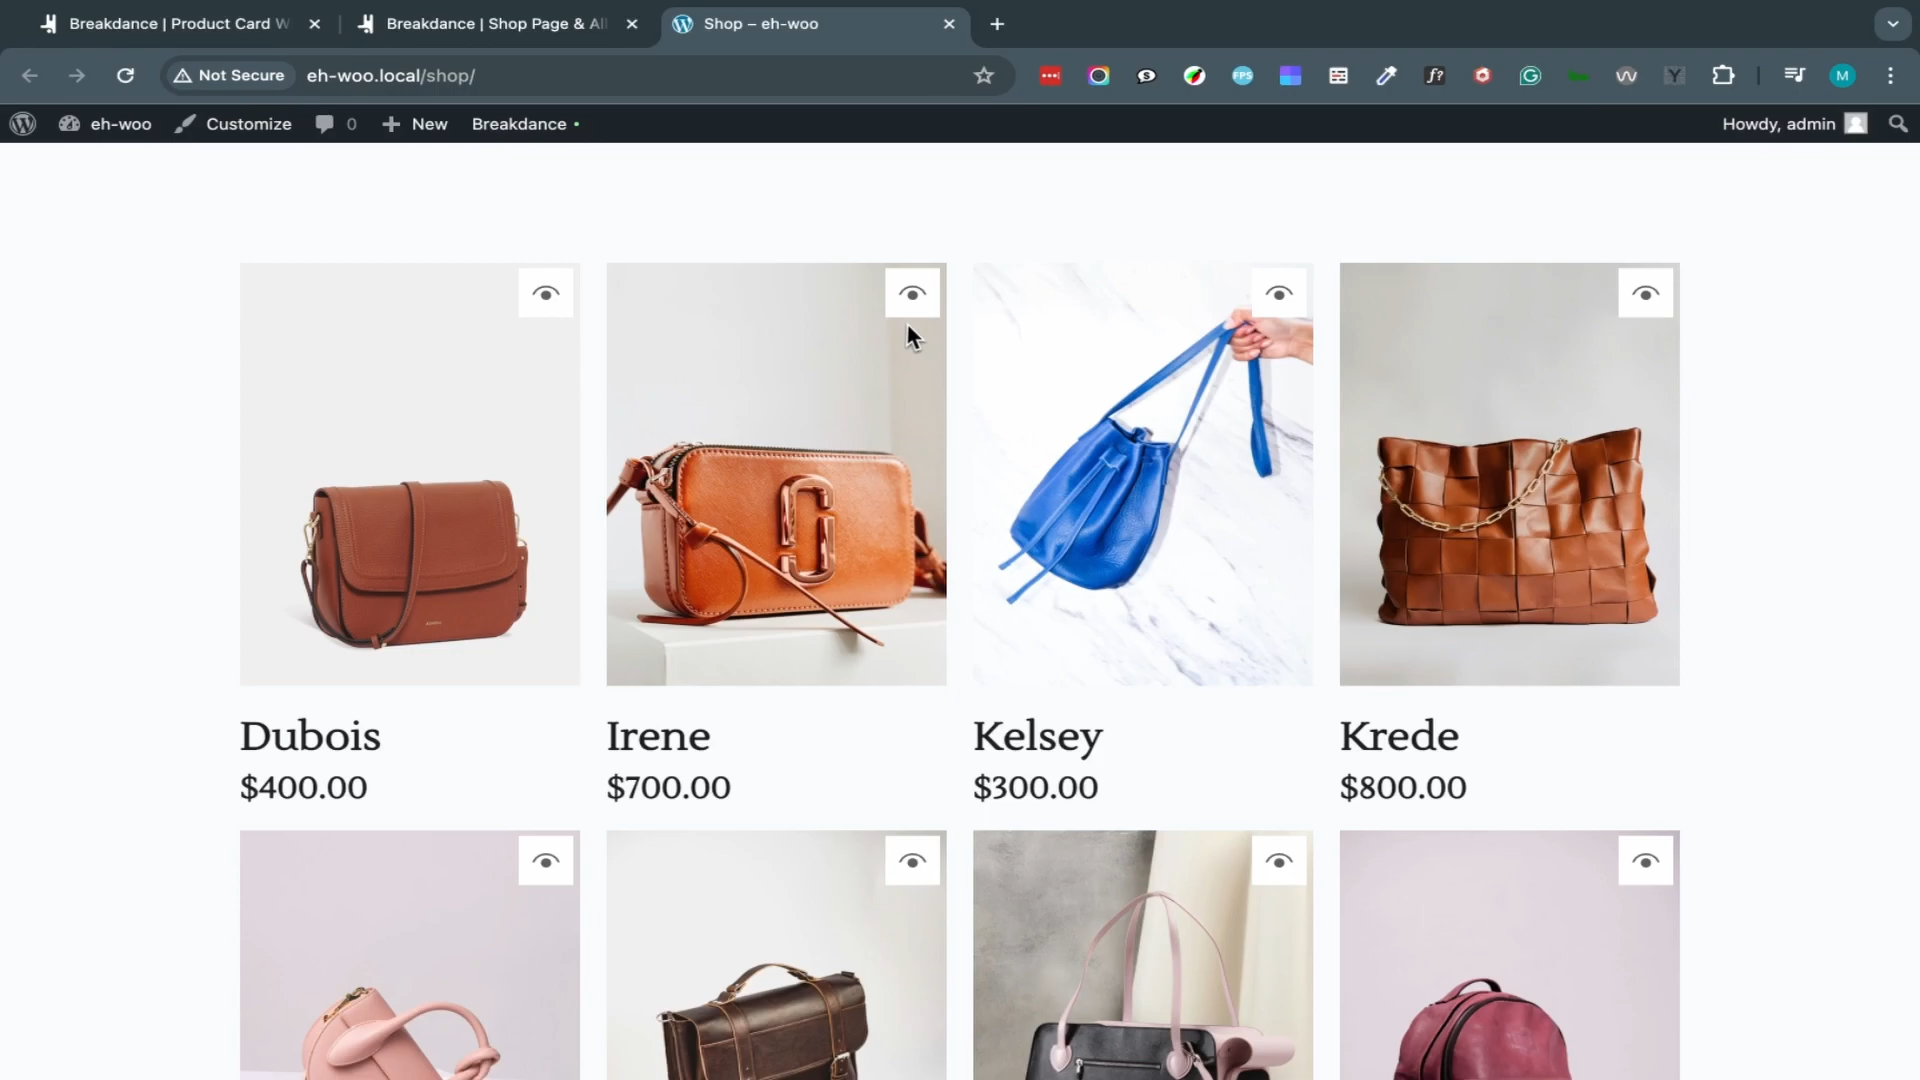 Breakdance | Product Card W
Breakdance | Shop Page & All
Shop – eh-woo
Not Secure
eh-woo.local/shop/
FPS
f?
M
eh-woo
Customize
0
New
Breakdance
Howdy, admin
Dubois
Irene
Kelsey
Krede
$400.00
$700.00
$300.00
$800.00